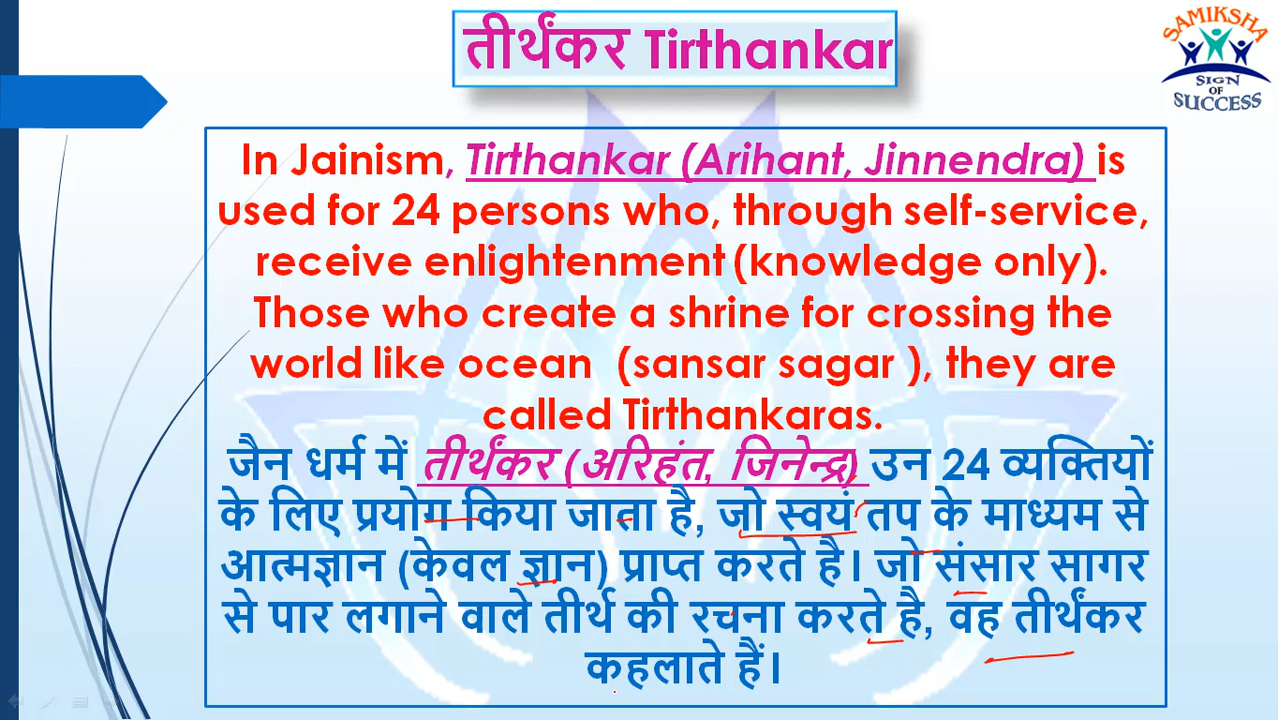 तीर्थंकर Tirthankar
SAMIKSHA
SIGN
OF
SUCCESS
In Jainism, Tirthankar (Arihant, Jinnendra) is
used for 24 persons who, through self-service,
receive enlightenment (knowledge only).
Those who create a shrine for crossing the
world like ocean (sansar sagar ), they are
called Tirthankaras.
जैन धर्म में तीर्थंकर (अरिहंत, जिनेन्द्र) उन 24 व्यक्तियों
के लिए प्रयोग किया जाता है, जो स्वयं तप के माध्यम से
आत्मज्ञान (केवल ज्ञान) प्राप्त करते है। जो संसार सागर
से पार लगाने वाले तीर्थ की रचना करते है, वह तीर्थंकर
कहलाते हैं।